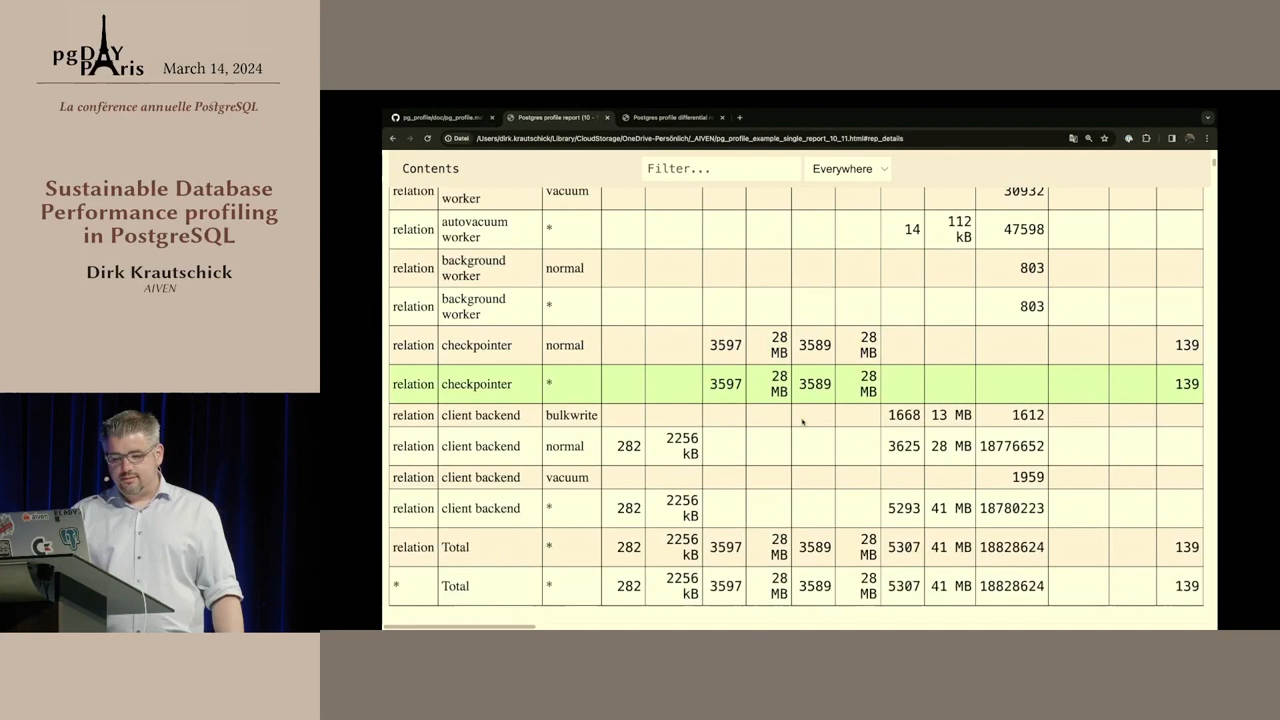 pgDAY
Paris
March 14, 2024
La conférence annuelle PostgreSQL
Sustainable Database
Performance profiling
in PostgreSQL
Dirk Krautschick
AIVEN
pg_profile/doc/pg_profile.m
Postgres profile report (10 -
Postgres profile differential r
Datei /Users/dirk.krautschick/Library/CloudStorage/OneDrive-Persönlich/_AIVEN/pg_profile_example_single_report_10_11.html#rep_details
Contents Filter... Everywhere
relation worker vacuum 30932
relation autovacuum worker * 14 112 kB 47598
relation background worker normal 803
relation background worker * 803
relation checkpointer normal 3597 28 MB 3589 28 MB 139
relation checkpointer * 3597 28 MB 3589 28 MB 139
relation client backend bulkwrite 1668 13 MB 1612
relation client backend normal 282 2256 kB 3625 28 MB 18776652
relation client backend vacuum 1959
relation client backend * 282 2256 kB 5293 41 MB 18780223
relation Total * 282 2256 kB 3597 28 MB 3589 28 MB 5307 41 MB 18828624 139
* Total * 282 2256 kB 3597 28 MB 3589 28 MB 5307 41 MB 18828624 139
aiven
READY